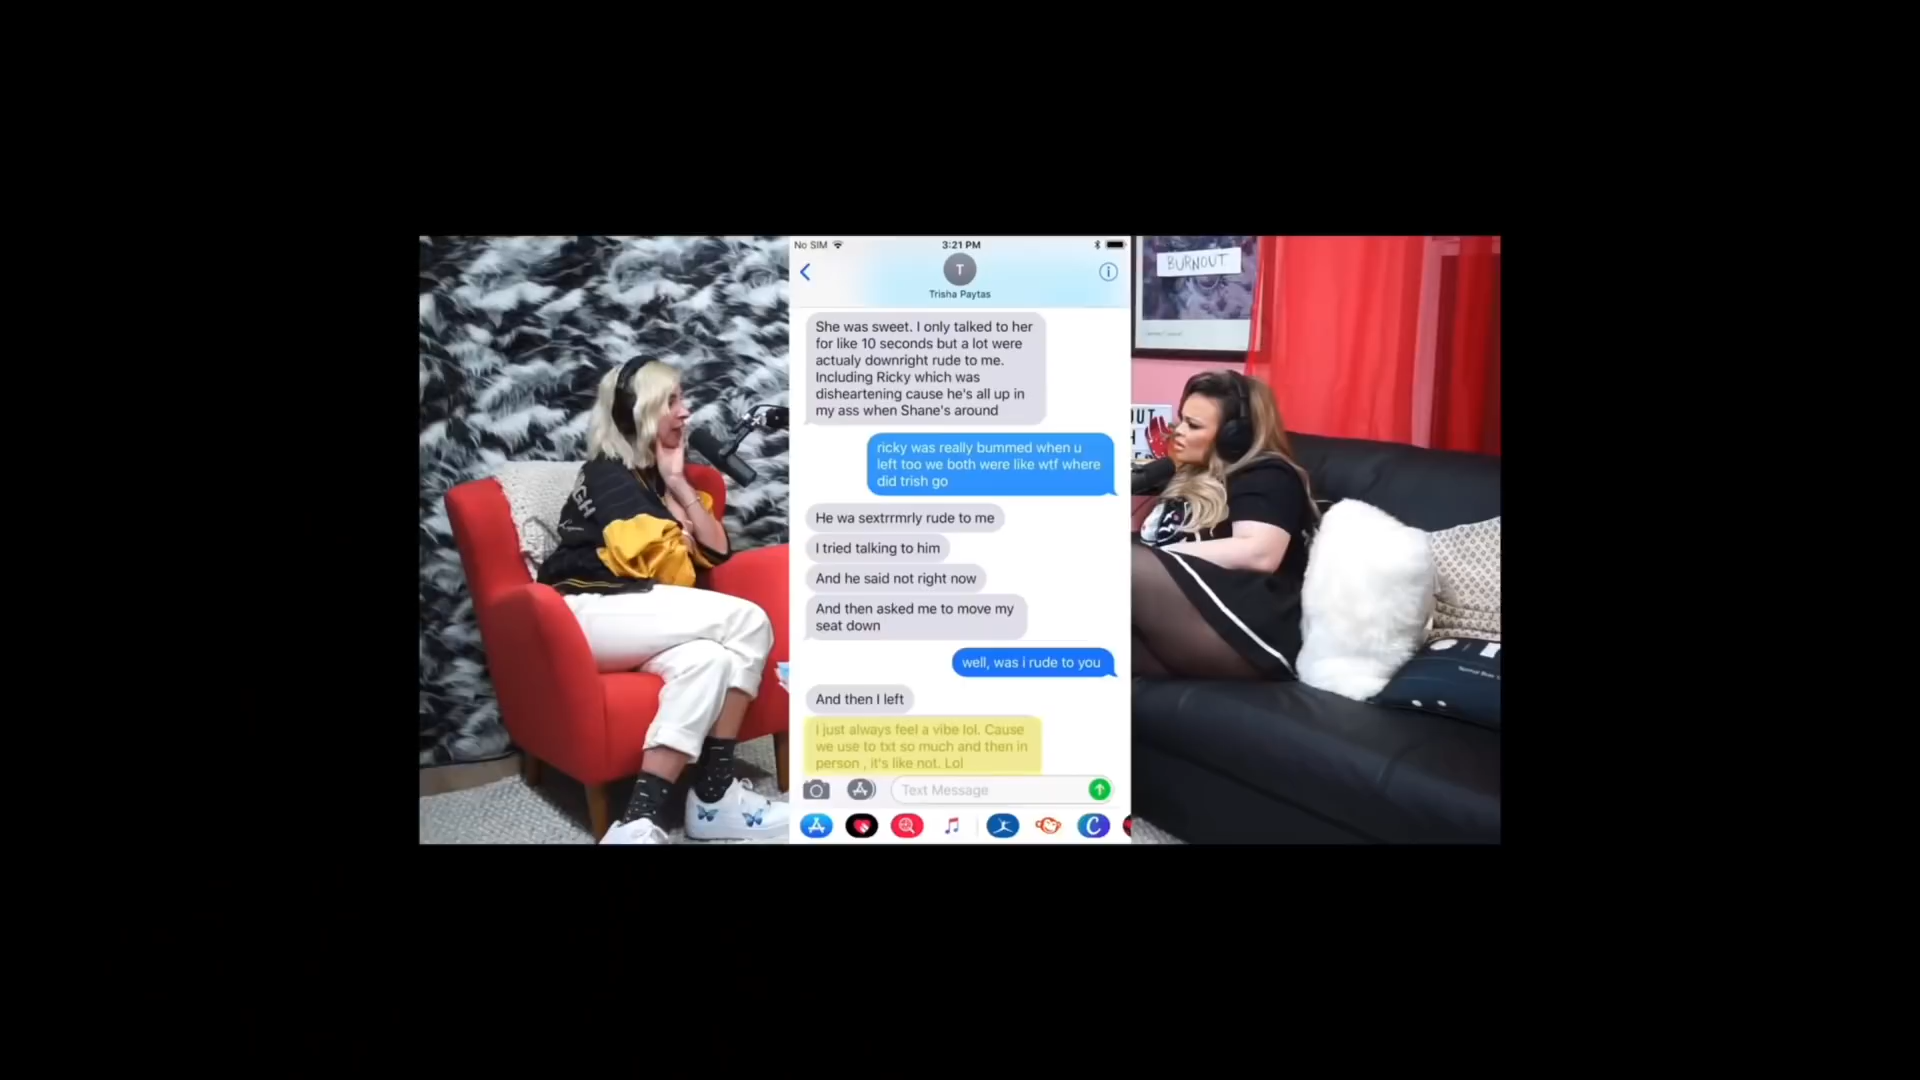 No SIM
3:21 PM
T
Trisha Paytas
She was sweet. I only talked to her
for like 10 seconds but a lot were
actualy downright rude to me.
Including Ricky which was
disheartening cause he's all up in
my ass when Shane's around
ricky was really bummed when u
left too we both were like wtf where
did trish go
He wa sextrrmrly rude to me
I tried talking to him
And he said not right now
And then asked me to move my
seat down
well, was i rude to you
And then I left
I just always feel a vibe lol. Cause
we use to txt so much and then in
person , it's like not. Lol
Text Message
BURNOUT